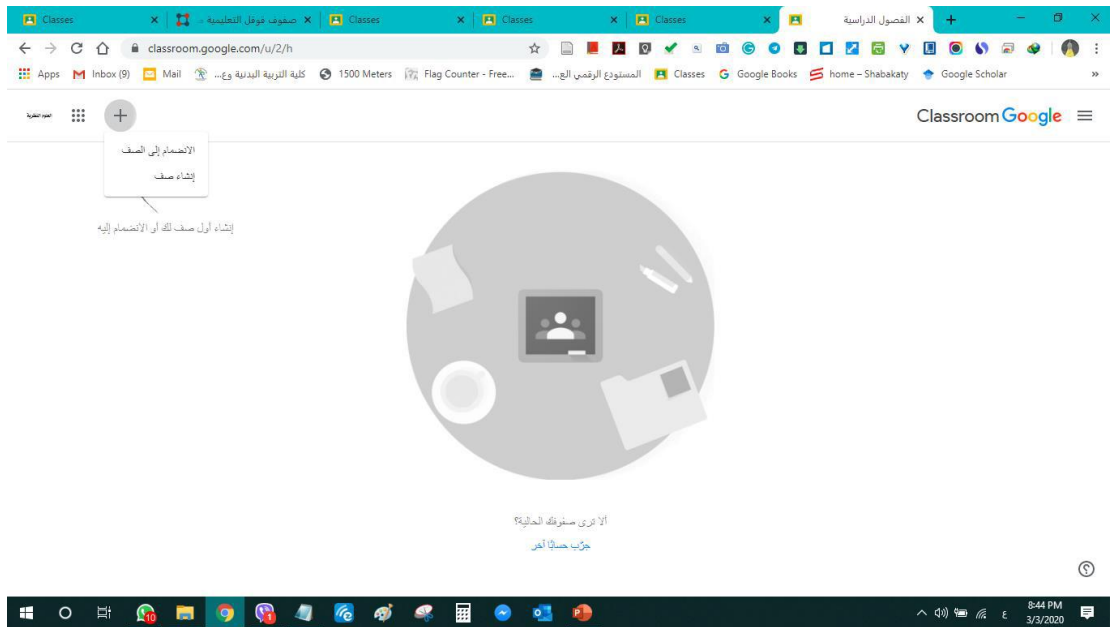 Classes
صفوف قوقل التعليمية -
Classes
Classes
Classes
الفصول الدراسية
classroom.google.com/u/2/h
Apps
Inbox (9)
Mail
كلية التربية البدنية وع...
1500 Meters
Flag Counter - Free...
المستودع الرقمي الع...
Classes
Google Books
home – Shabakaty
Google Scholar
»
Classroom Google
الانضمام إلى الصف
إنشاء صف
إنشاء أول صف لك أو الانضمام إليه
ألا ترى صفوفك الحالية؟
جرّب حسابًا آخر
10
1
ع
8:44 PM
3/3/2020